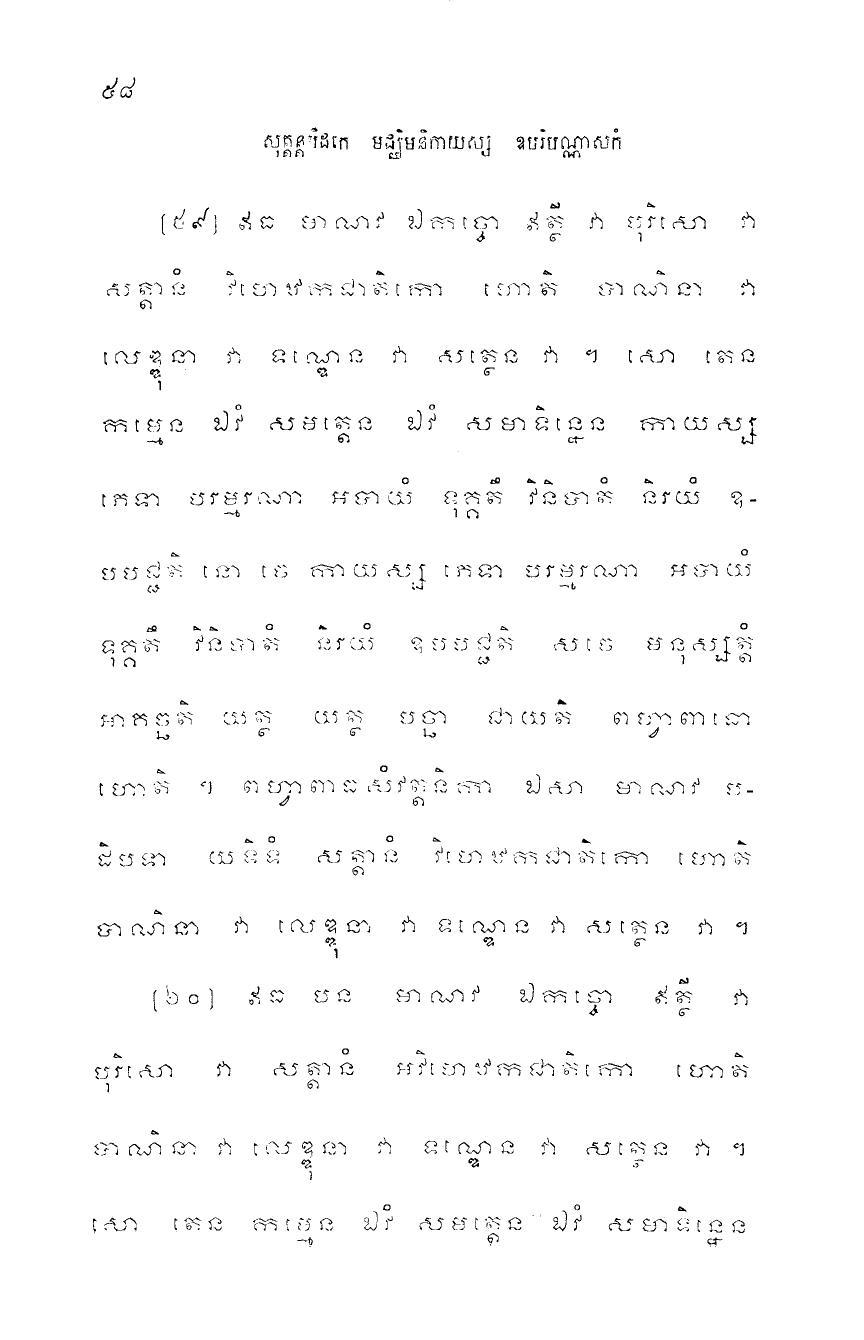 ៥៨
សុត្តន្តបិដកេ មជ្ឈិមនិកាយស្ស ឧបរិបណ្ណាសកំ
[៥៩] ឥធ មាណវ ឯកច្ចោ ឥត្ថី វា បុរិសោ វា
សត្តានំ វិហេឋកជាតិកោ ហោតិ បាណិនា វា
លេឌ្ឌុនា វា ទណ្ឌេន វា សត្ថេន វា ។ សោ តេន
កម្មេន ឯវំ សមត្តេន ឯវំ សមាទិន្នេន កាយស្ស
ភេទា បរម្មរណា អបាយំ ទុគ្គតឹ វិនិបាតំ និរយំ ឧ-
បបជ្ជតិ នោ ចេ កាយស្ស ភេទា បរម្មរណា អបាយំ
ទុគ្គតឹ វិនិបាតំ និរយំ ឧបបជ្ជតិ សចេ មនុស្សត្តំ
អាគច្ឆតិ យត្ថ យត្ថ បច្ឆា ជាយតិ ពហ្វាពាធោ
ហោតិ ។ ពហ្វាពាធសំវត្តនិកា ឯសា មាណវ ប-
ដិបទា យទិទំ សត្តានំ វិហេឋកជាតិកោ ហោតិ
បាណិនា វា លេឌ្ឌុនា វា ទណ្ឌេន វា សត្ថេន វា ។
[៦០] ឥធ បន មាណវ ឯកច្ចោ ឥត្ថី វា
បុរិសោ វា សត្តានំ អវិហេឋកជាតិកោ ហោតិ
បាណិនា វា លេឌ្ឌុនា វា ទណ្ឌេន វា សត្ថេន វា ។
សោ តេន កម្មេន ឯវំ សមត្តេន ឯវំ សមាទិន្នេន